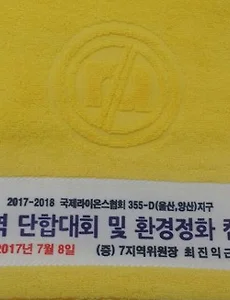 2017-2018 국제라이온스협회 355-D(울산,양산)지구
역 단합대회 및 환경정화
2017년 7월 8일 (증) 7지역위원장 최진익